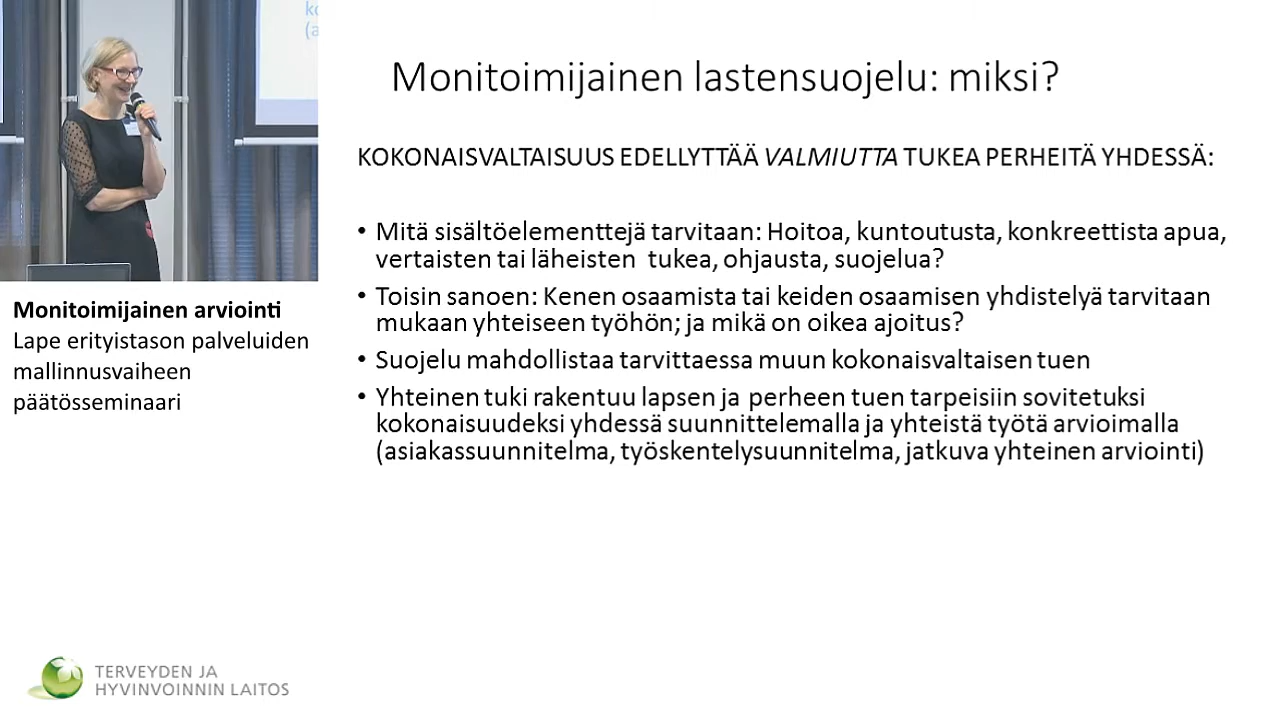 Monitoimijainen lastensuojelu: miksi?
KOKONAISVALTAISUUS EDELLYTTÄÄ VALMIUTTA TUKEA PERHEITÄ YHDESSÄ:
• Mitä sisältöelementtejä tarvitaan: Hoitoa, kuntoutusta, konkreettista apua,
vertaisten tai läheisten tukea, ohjausta, suojelua?
• Toisin sanoen: Kenen osaamista tai keiden osaamisen yhdistelyä tarvitaan
mukaan yhteiseen työhön; ja mikä on oikea ajoitus?
• Suojelu mahdollistaa tarvittaessa muun kokonaisvaltaisen tuen
• Yhteinen tuki rakentuu lapsen ja perheen tuen tarpeisiin sovitetuksi
kokonaisuudeksi yhdessä suunnittelemalla ja yhteistä työtä arvioimalla
(asiakassuunnitelma, työskentelysuunnitelma, jatkuva yhteinen arviointi)
Monitoimijainen arviointi
Lape erityistason palveluiden
mallinnusvaiheen
päätösseminaari
TERVEYDEN JA
HYVINVOINNIN LAITOS